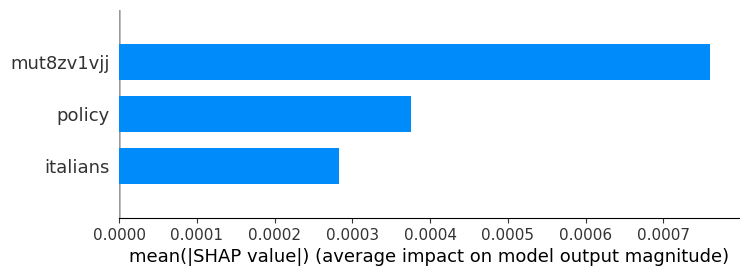 mut8zv1vjj
policy
italians
0.0000 0.0001 0.0002 0.0003 0.0004 0.0005 0.0006 0.0007
mean(|SHAP value|) (average impact on model output magnitude)